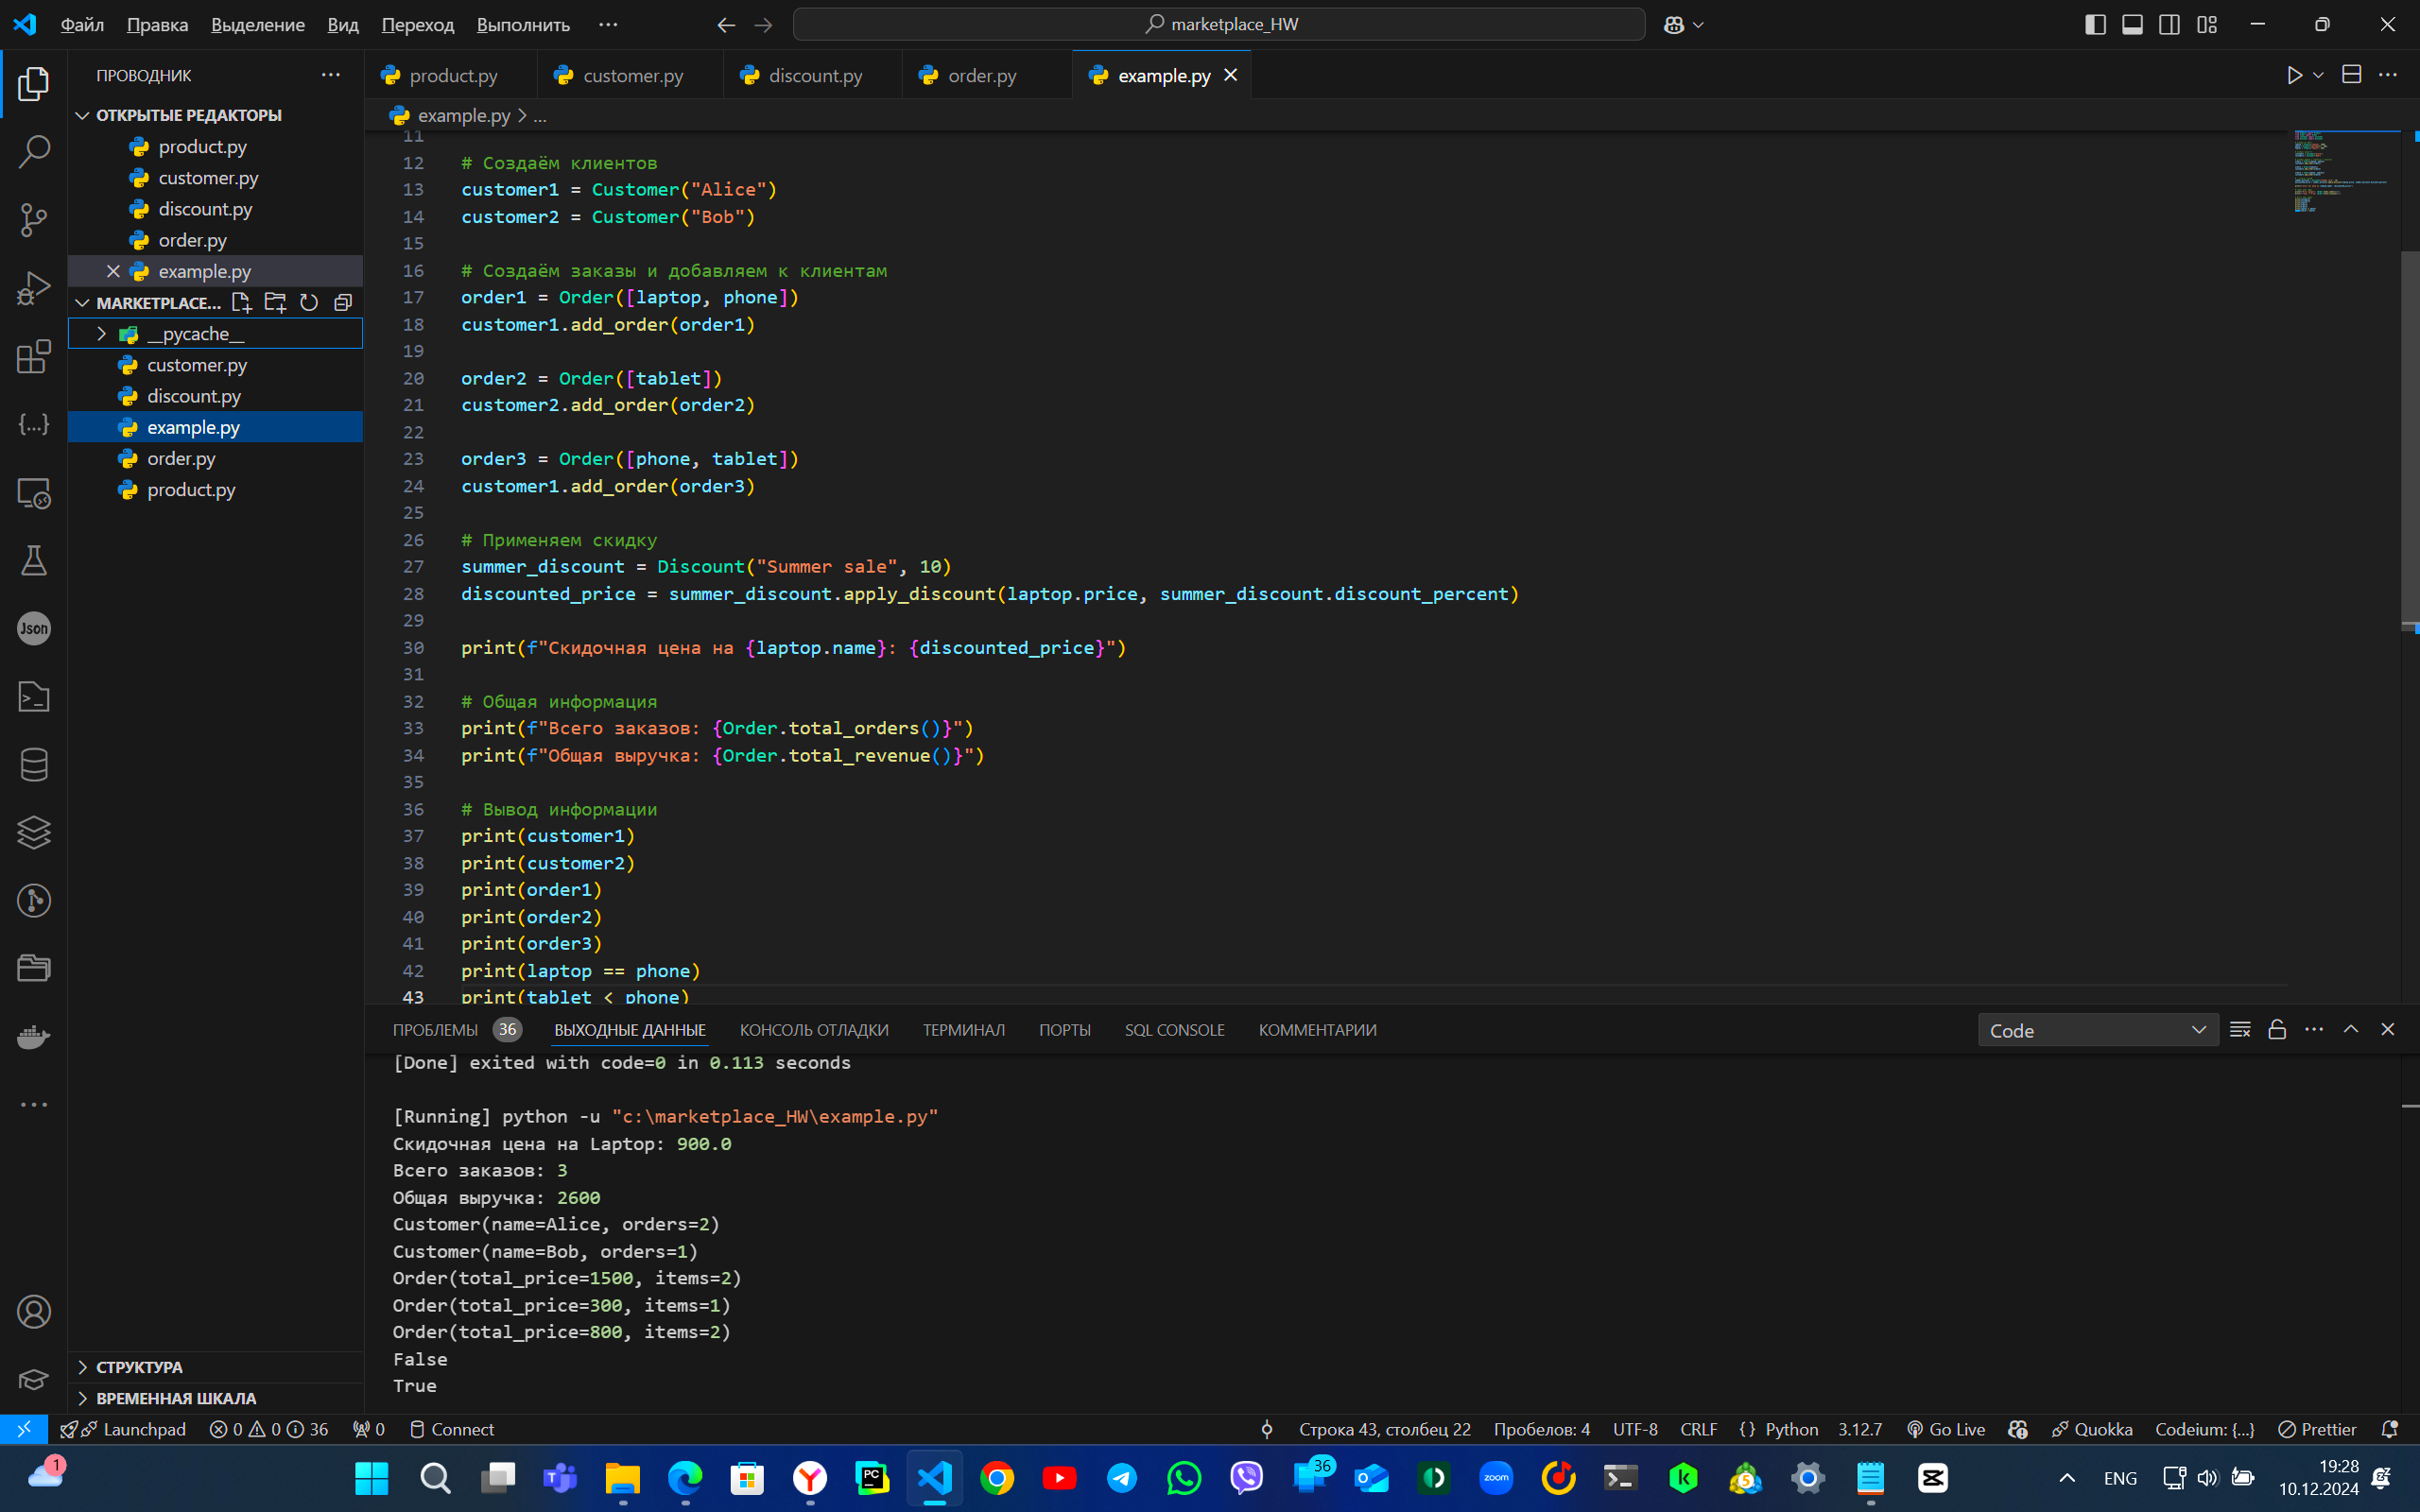 Файл Правка Выделение Вид Переход Выполнить ··· marketplace_HW
ПРОВОДНИК ···
ОТКРЫТЫЕ РЕДАКТОРЫ
product.py
customer.py
discount.py
order.py
example.py
MARKETPLACE...
__pycache__
customer.py
discount.py
example.py
order.py
product.py
СТРУКТУРА
ВРЕМЕННАЯ ШКАЛА
{...}
Json
product.py customer.py discount.py order.py example.py
example.py > ...
11
12 # Создаём клиентов
13 customer1 = Customer("Alice")
14 customer2 = Customer("Bob")
15
16 # Создаём заказы и добавляем к клиентам
17 order1 = Order([laptop, phone])
18 customer1.add_order(order1)
19
20 order2 = Order([tablet])
21 customer2.add_order(order2)
22
23 order3 = Order([phone, tablet])
24 customer1.add_order(order3)
25
26 # Применяем скидку
27 summer_discount = Discount("Summer sale", 10)
28 discounted_price = summer_discount.apply_discount(laptop.price, summer_discount.discount_percent)
29
30 print(f"Скидочная цена на {laptop.name}: {discounted_price}")
31
32 # Общая информация
33 print(f"Всего заказов: {Order.total_orders()}")
34 print(f"Общая выручка: {Order.total_revenue()}")
35
36 # Вывод информации
37 print(customer1)
38 print(customer2)
39 print(order1)
40 print(order2)
41 print(order3)
42 print(laptop == phone)
43 print(tablet < phone)
ПРОБЛЕМЫ 36 ВЫХОДНЫЕ ДАННЫЕ КОНСОЛЬ ОТЛАДКИ ТЕРМИНАЛ ПОРТЫ SQL CONSOLE КОММЕНТАРИИ Code
[Done] exited with code=0 in 0.113 seconds
[Running] python -u "c:\marketplace_HW\example.py"
Скидочная цена на Laptop: 900.0
Всего заказов: 3
Общая выручка: 2600
Customer(name=Alice, orders=2)
Customer(name=Bob, orders=1)
Order(total_price=1500, items=2)
Order(total_price=300, items=1)
Order(total_price=800, items=2)
False
True
Launchpad 0 0 36 0 Connect Строка 43, столбец 22 Пробелов: 4 UTF-8 CRLF {} Python 3.12.7 Go Live Quokka Codeium: {...} Prettier
1 PC 36 zoom k 5 ENG 19:28
10.12.2024